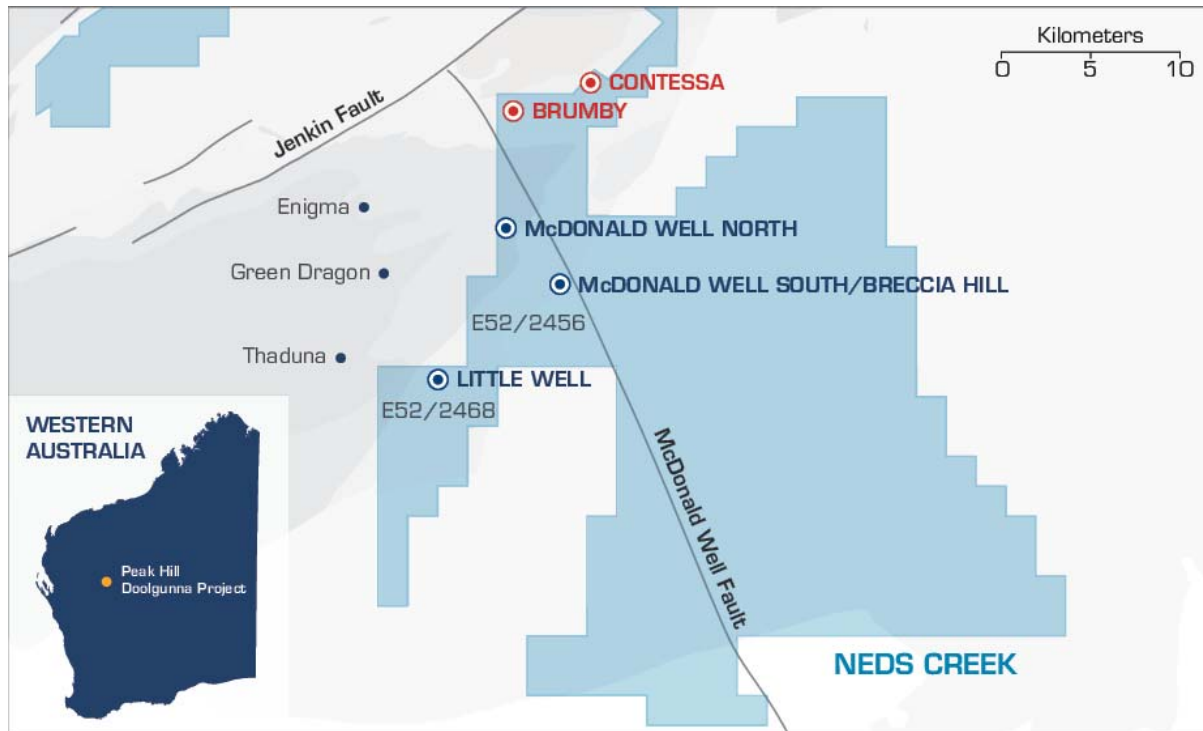 Kilometers
0 5 10
CONTESSA
BRUMBY
Jenkin Fault
Enigma
McDONALD WELL NORTH
Green Dragon
McDONALD WELL SOUTH/BRECCIA HILL
E52/2456
Thaduna
LITTLE WELL
E52/2468
McDonald Well Fault
WESTERN
AUSTRALIA
Peak Hill
Doolgunna Project
NEDS CREEK